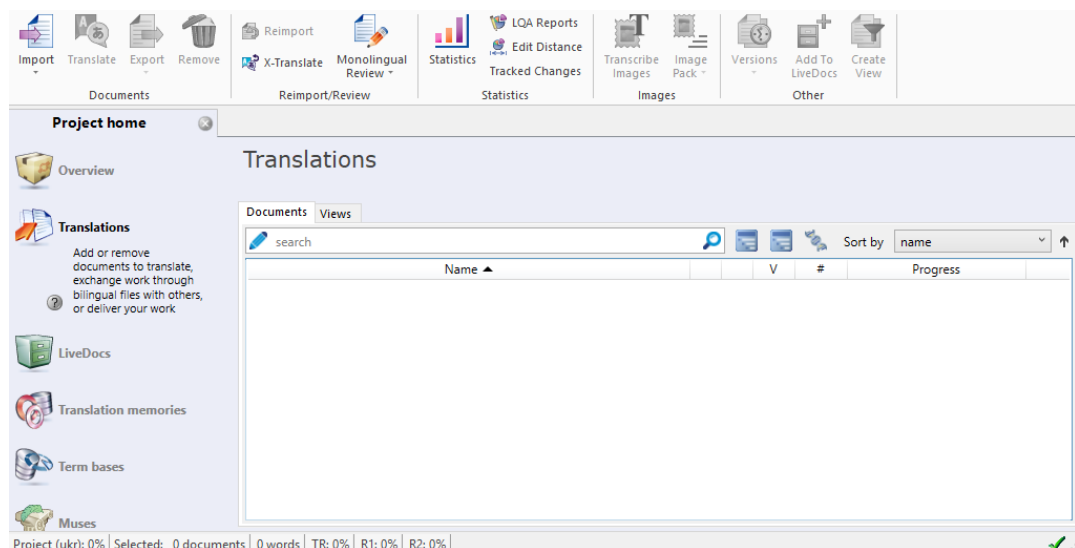 Import
Translate
Export
Remove
Documents
Reimport
X-Translate
Monolingual
Review
Reimport/Review
Statistics
LQA Reports
Edit Distance
Tracked Changes
Statistics
Transcribe
Images
Image
Pack
Images
Versions
Add To
LiveDocs
Create
View
Other
Project home
Overview
Translations
Add or remove
documents to translate,
exchange work through
bilingual files with others,
or deliver your work
LiveDocs
Translation memories
Term bases
Muses
Translations
Documents Views
search
Sort by name
Name V # Progress
Project (ukr): 0% Selected: 0 documents 0 words TR: 0% R1: 0% R2: 0%